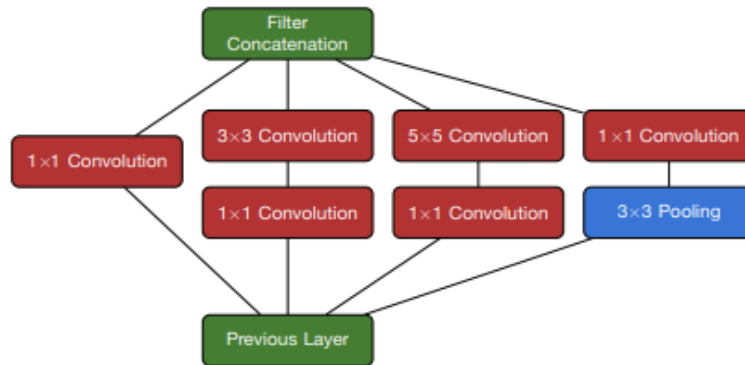 Filter
Concatenation
3×3 Convolution
5×5 Convolution
1×1 Convolution
1×1 Convolution
1×1 Convolution
1×1 Convolution
3×3 Pooling
Previous Layer